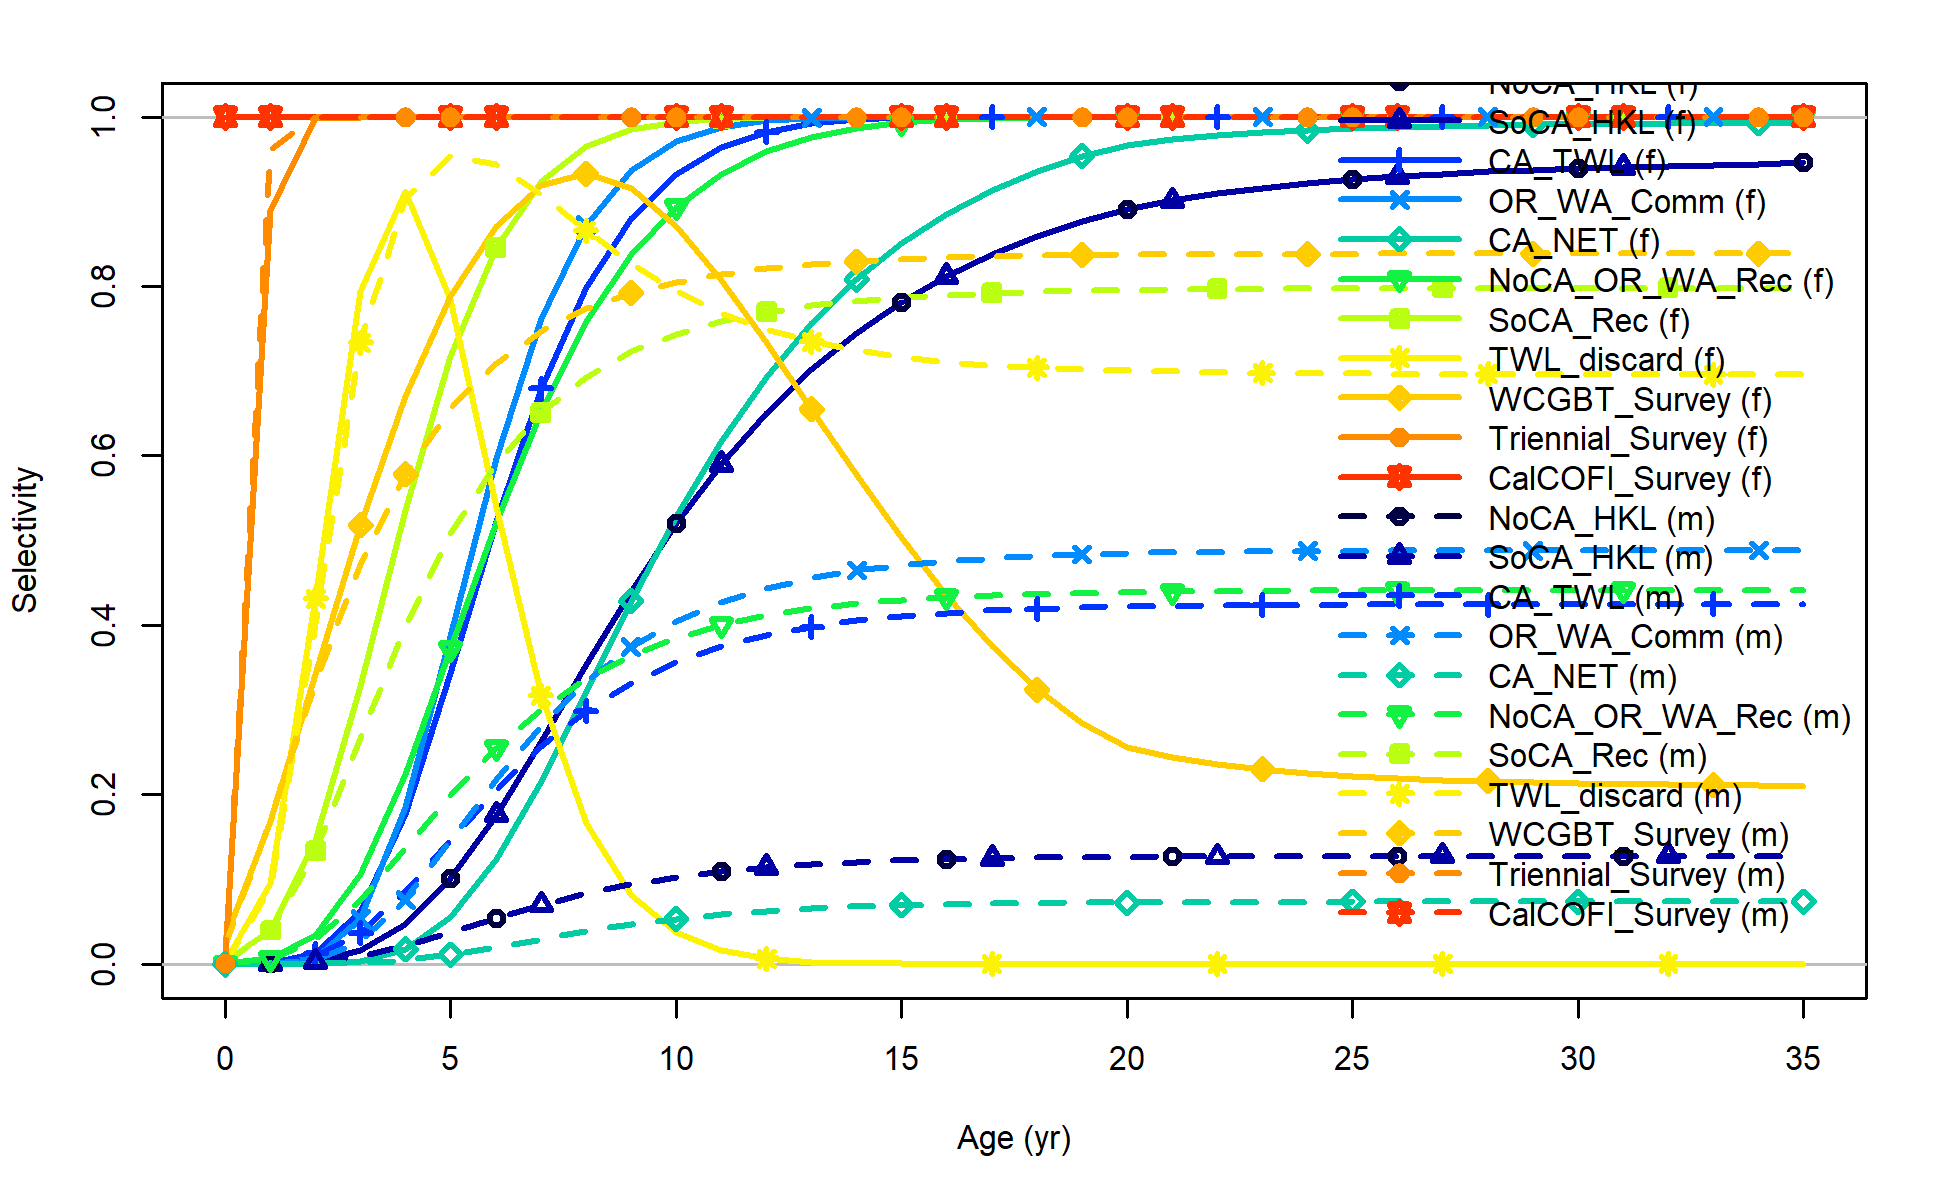 Selectivity
1.0
0.8
0.6
0.4
0.2
0.0
0 5 10 15 20 25 30 35
Age (yr)
NoCA_HKL (f)
SoCA_HKL (f)
CA_TWL (f)
OR_WA_Comm (f)
CA_NET (f)
NoCA_OR_WA_Rec (f)
SoCA_Rec (f)
TWL_discard (f)
WCGBT_Survey (f)
Triennial_Survey (f)
CalCOFI_Survey (f)
NoCA_HKL (m)
SoCA_HKL (m)
CA_TWL (m)
OR_WA_Comm (m)
CA_NET (m)
NoCA_OR_WA_Rec (m)
SoCA_Rec (m)
TWL_discard (m)
WCGBT_Survey (m)
Triennial_Survey (m)
CalCOFI_Survey (m)